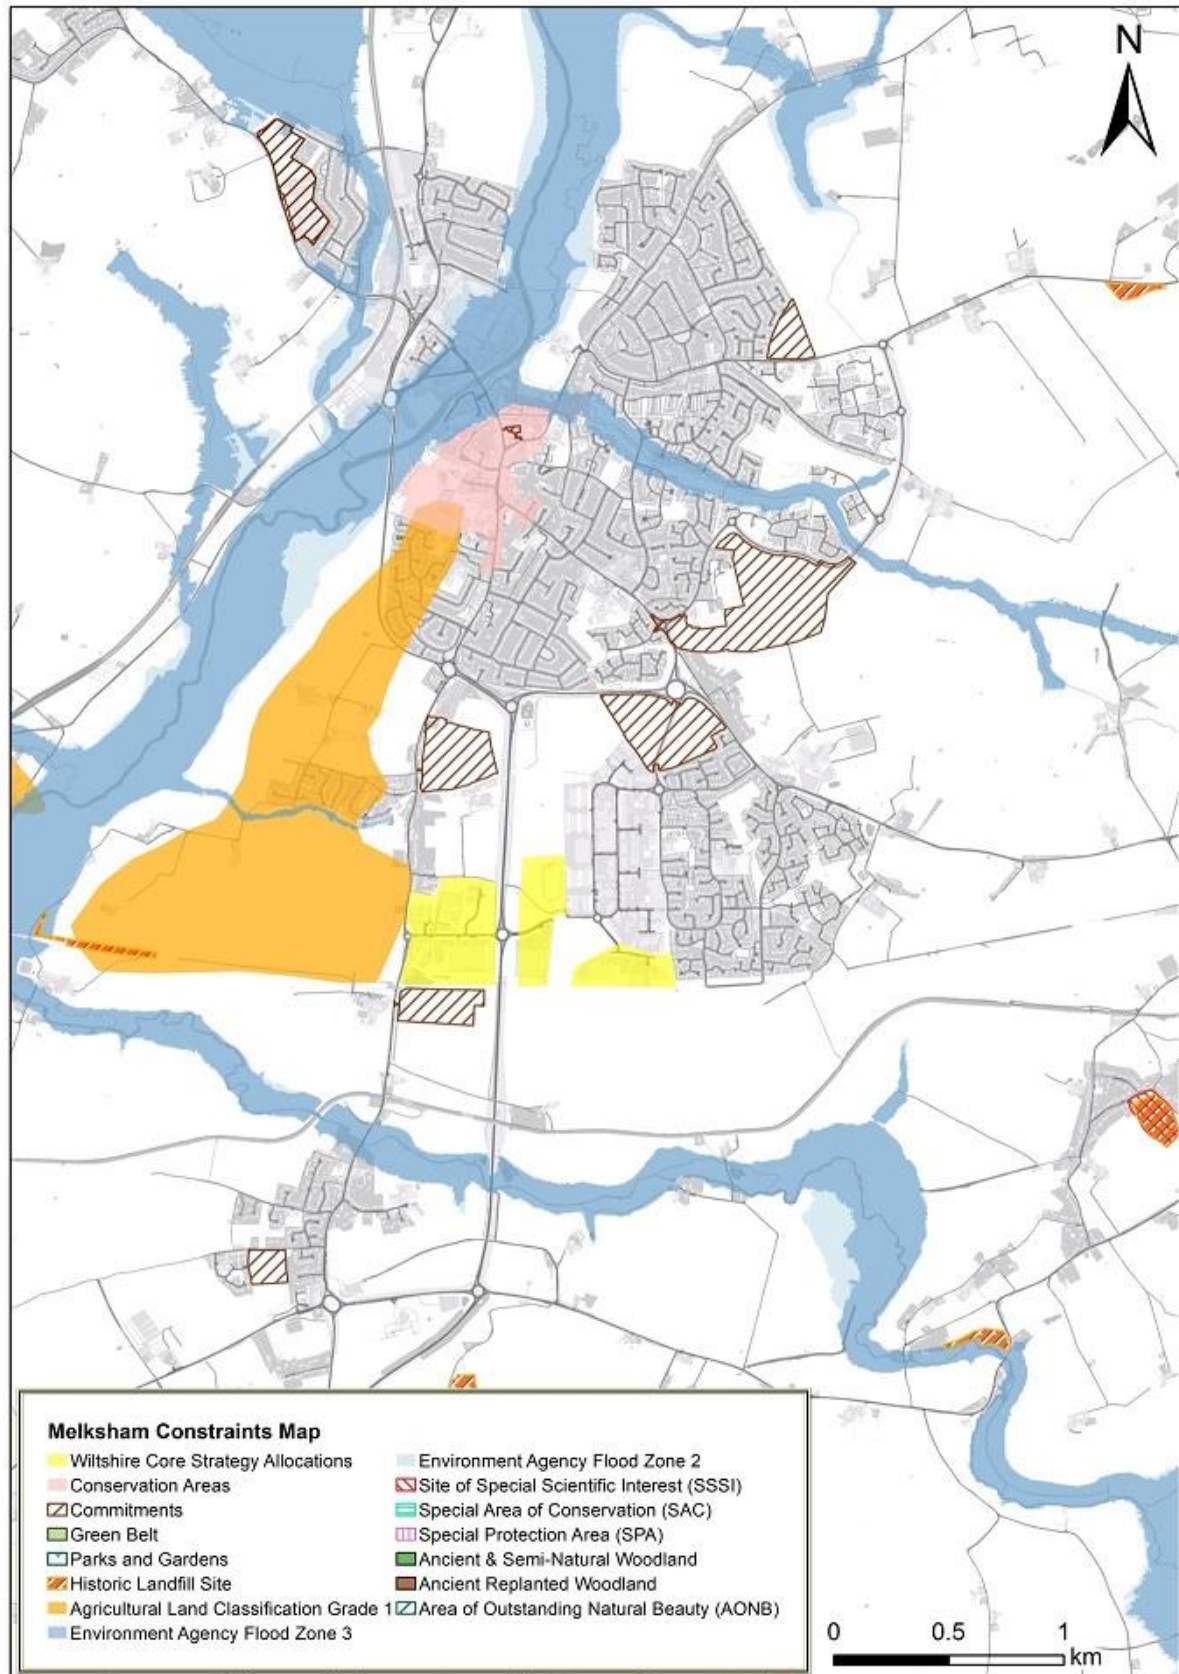 N
Melksham Constraints Map
Wiltshire Core Strategy Allocations
Conservation Areas
Commitments
Green Belt
Parks and Gardens
Historic Landfill Site
Agricultural Land Classification Grade 1
Environment Agency Flood Zone 3
Environment Agency Flood Zone 2
Site of Special Scientific Interest (SSSI)
Special Area of Conservation (SAC)
Special Protection Area (SPA)
Ancient & Semi-Natural Woodland
Ancient Replanted Woodland
Area of Outstanding Natural Beauty (AONB)
0 0.5 1
km